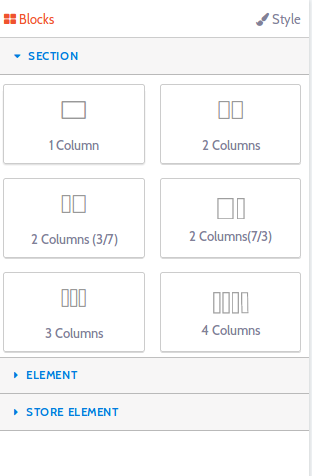 Blocks Style
SECTION
1 Column 2 Columns
2 Columns (3/7) 2 Columns(7/3)
3 Columns 4 Columns
ELEMENT
STORE ELEMENT